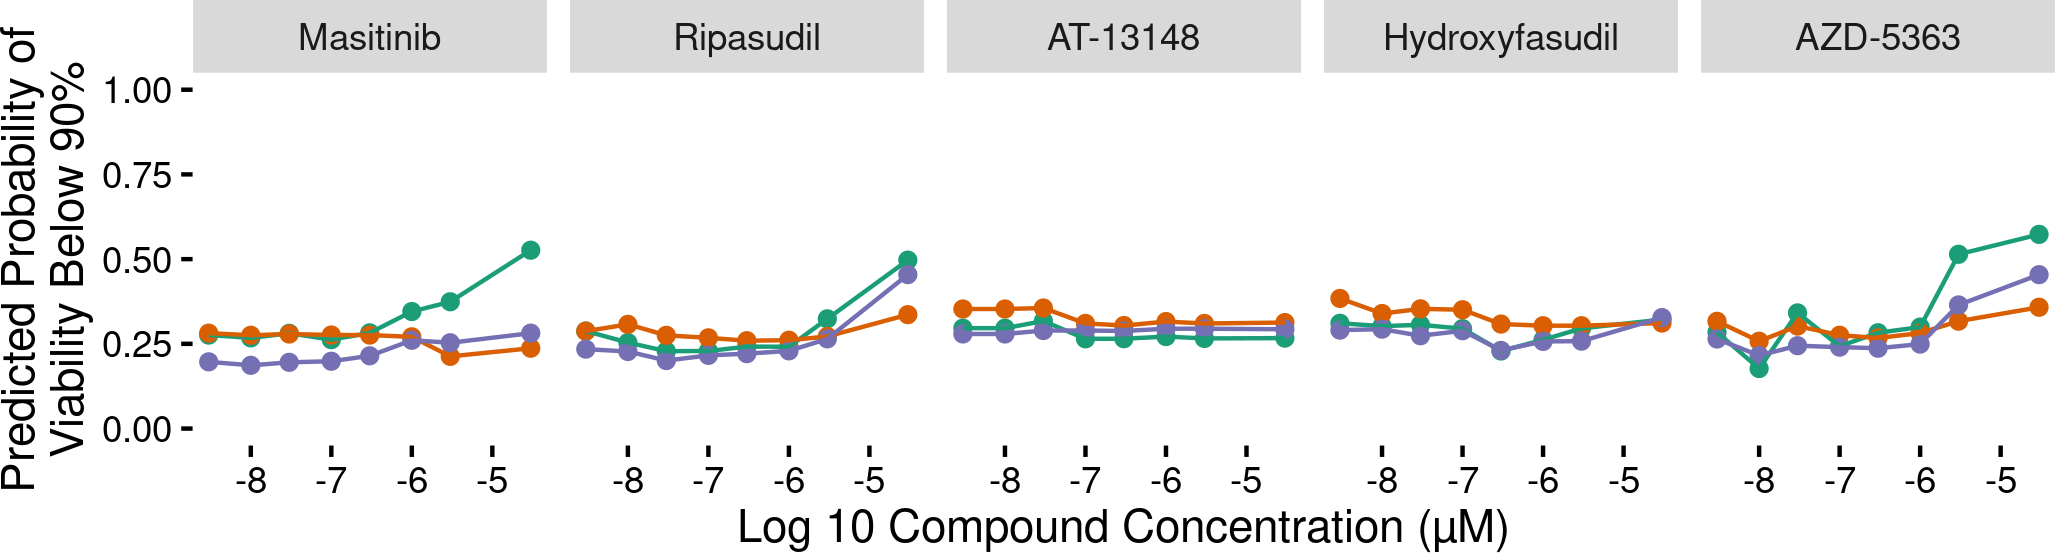 Masitinib
Ripasudil
AT-13148
Hydroxyfasudil
AZD-5363
Predicted Probability of
Viability Below 90%
1.00
0.75
0.50
0.25
0.00
-8 -7 -6 -5
-8 -7 -6 -5
-8 -7 -6 -5
-8 -7 -6 -5
-8 -7 -6 -5
Log 10 Compound Concentration (μM)